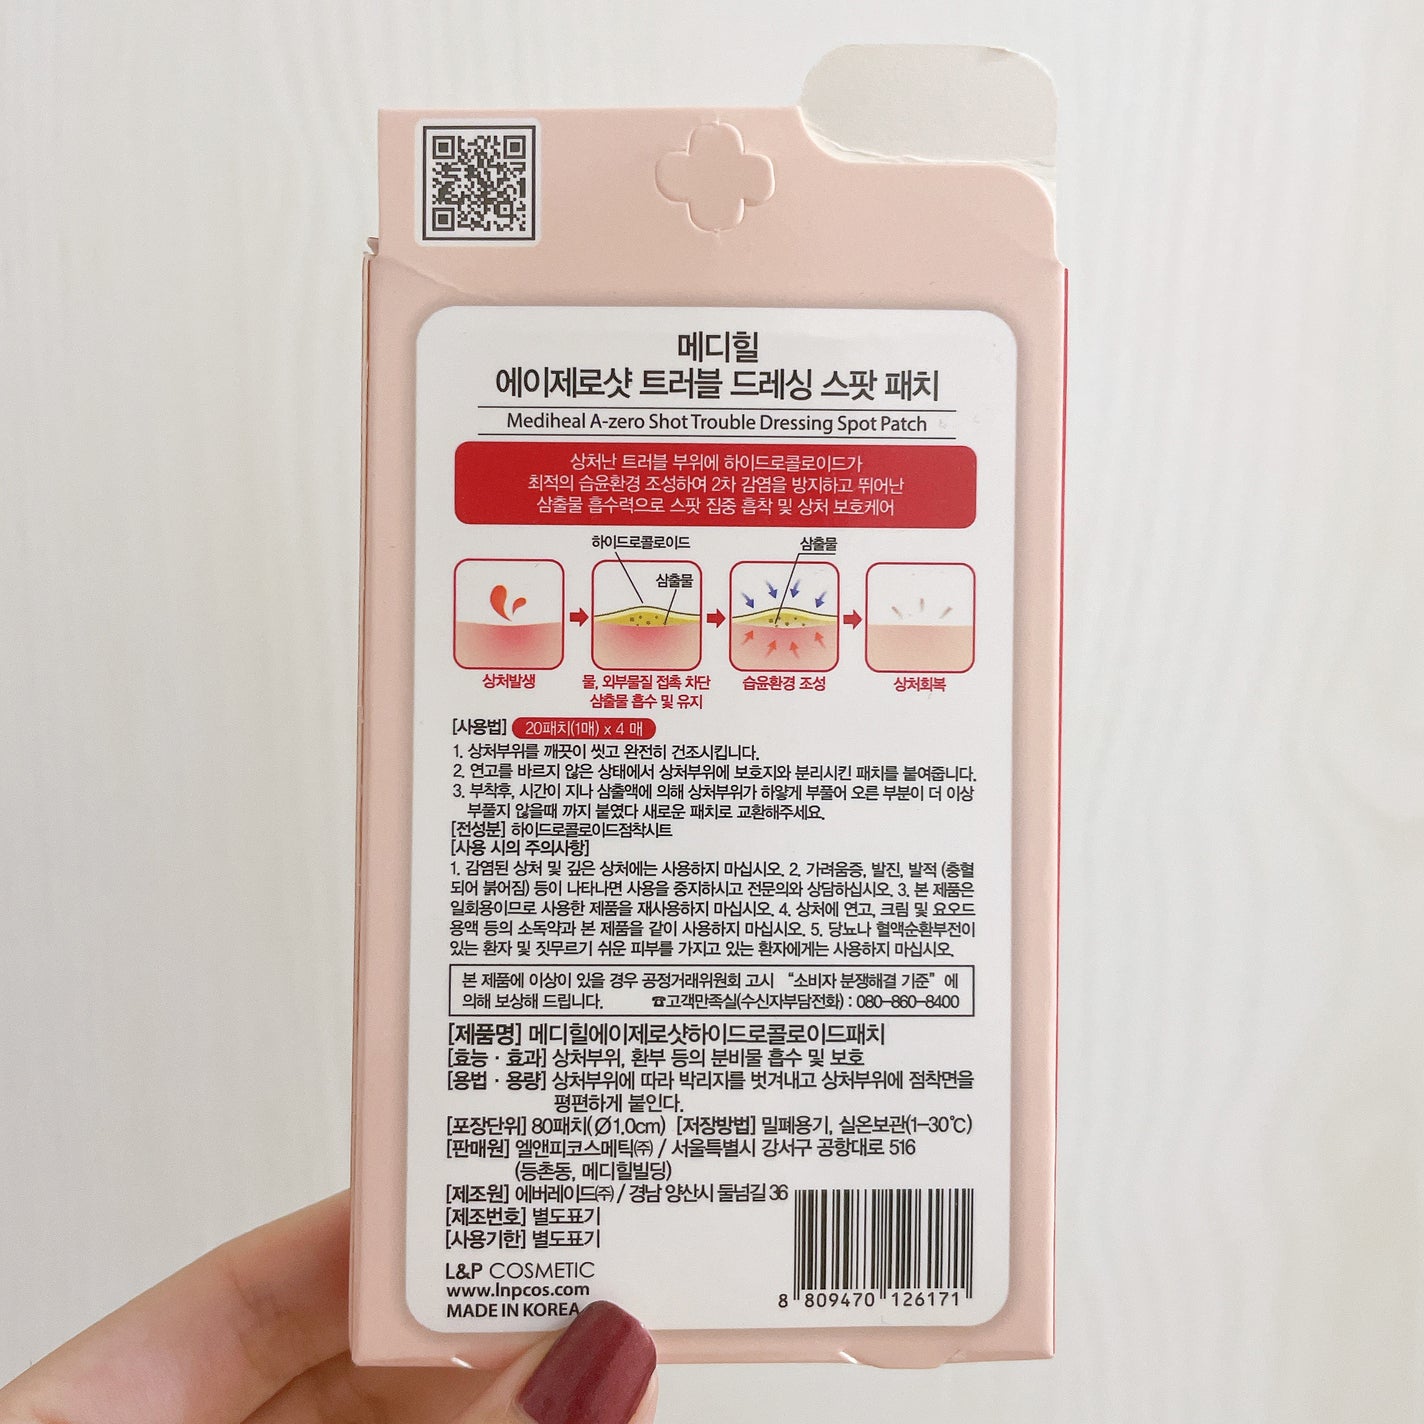 메디힐
에이제로샷 트러블 드레싱 스팟 패치
Mediheal A-zero Shot Trouble Dressing Spot Patch
상처난 트러블 부위에 하이드로콜로이드가
최적의 습윤환경 조성하여 2차 감염을 방지하고 뛰어난
삼출물 흡수력으로 스팟 집중 흡착 및 상처 보호케어
하이드로콜로이드
삼출물
삼출물
상처발생
물, 외부물질 접촉 차단
삼출물 흡수 및 유지
습윤환경 조성
상처회복
[사용법] 20패치(1매) x 4 매
1. 상처부위를 깨끗이 씻고 완전히 건조시킵니다.
2. 연고를 바르지 않은 상태에서 상처부위에 보호지와 분리시킨 패치를 붙여줍니다.
3. 부착후, 시간이 지나 삼출액에 의해 상처부위가 하얗게 부풀어 오른 부분이 더 이상
부풀지 않을때 까지 붙였다 새로운 패치로 교환해주세요.
[전성분] 하이드로콜로이드점착시트
[사용 시의 주의사항]
1. 감염된 상처 및 깊은 상처에는 사용하지 마십시오. 2. 가려움증, 발진, 발적 (충혈
되어 붉어짐) 등이 나타나면 사용을 중지하시고 전문의와 상담하십시오. 3. 본 제품은
일회용이므로 사용한 제품을 재사용하지 마십시오. 4. 상처에 연고, 크림 및 요오드
용액 등의 소독약과 본 제품을 같이 사용하지 마십시오. 5. 당뇨나 혈액순환부전이
있는 환자 및 짓무르기 쉬운 피부를 가지고 있는 환자에게는 사용하지 마십시오.
본 제품에 이상이 있을 경우 공정거래위원회 고시 “소비자 분쟁해결 기준” 에
의해 보상해 드립니다. ☎고객만족실(수신자부담전화) : 080-860-8400
[제품명] 메디힐에이제로샷하이드로콜로이드패치
[효능 · 효과] 상처부위, 환부 등의 분비물 흡수 및 보호
[용법 · 용량] 상처부위에 따라 박리지를 벗겨내고 상처부위에 점착면을
평편하게 붙인다.
[포장단위] 80패치(Ø1.0cm) [저장방법] 밀폐용기, 실온보관(1-30℃)
[판매원] 엘앤피코스메틱㈜ / 서울특별시 강서구 공항대로 516
(등촌동, 메디힐빌딩)
[제조원] 에버레이드㈜ / 경남 양산시 둘넘길 36
[제조번호] 별도표기
[사용기한] 별도표기
L&P COSMETIC
www.lnpcos.com
MADE IN KOREA
8 809470 126171